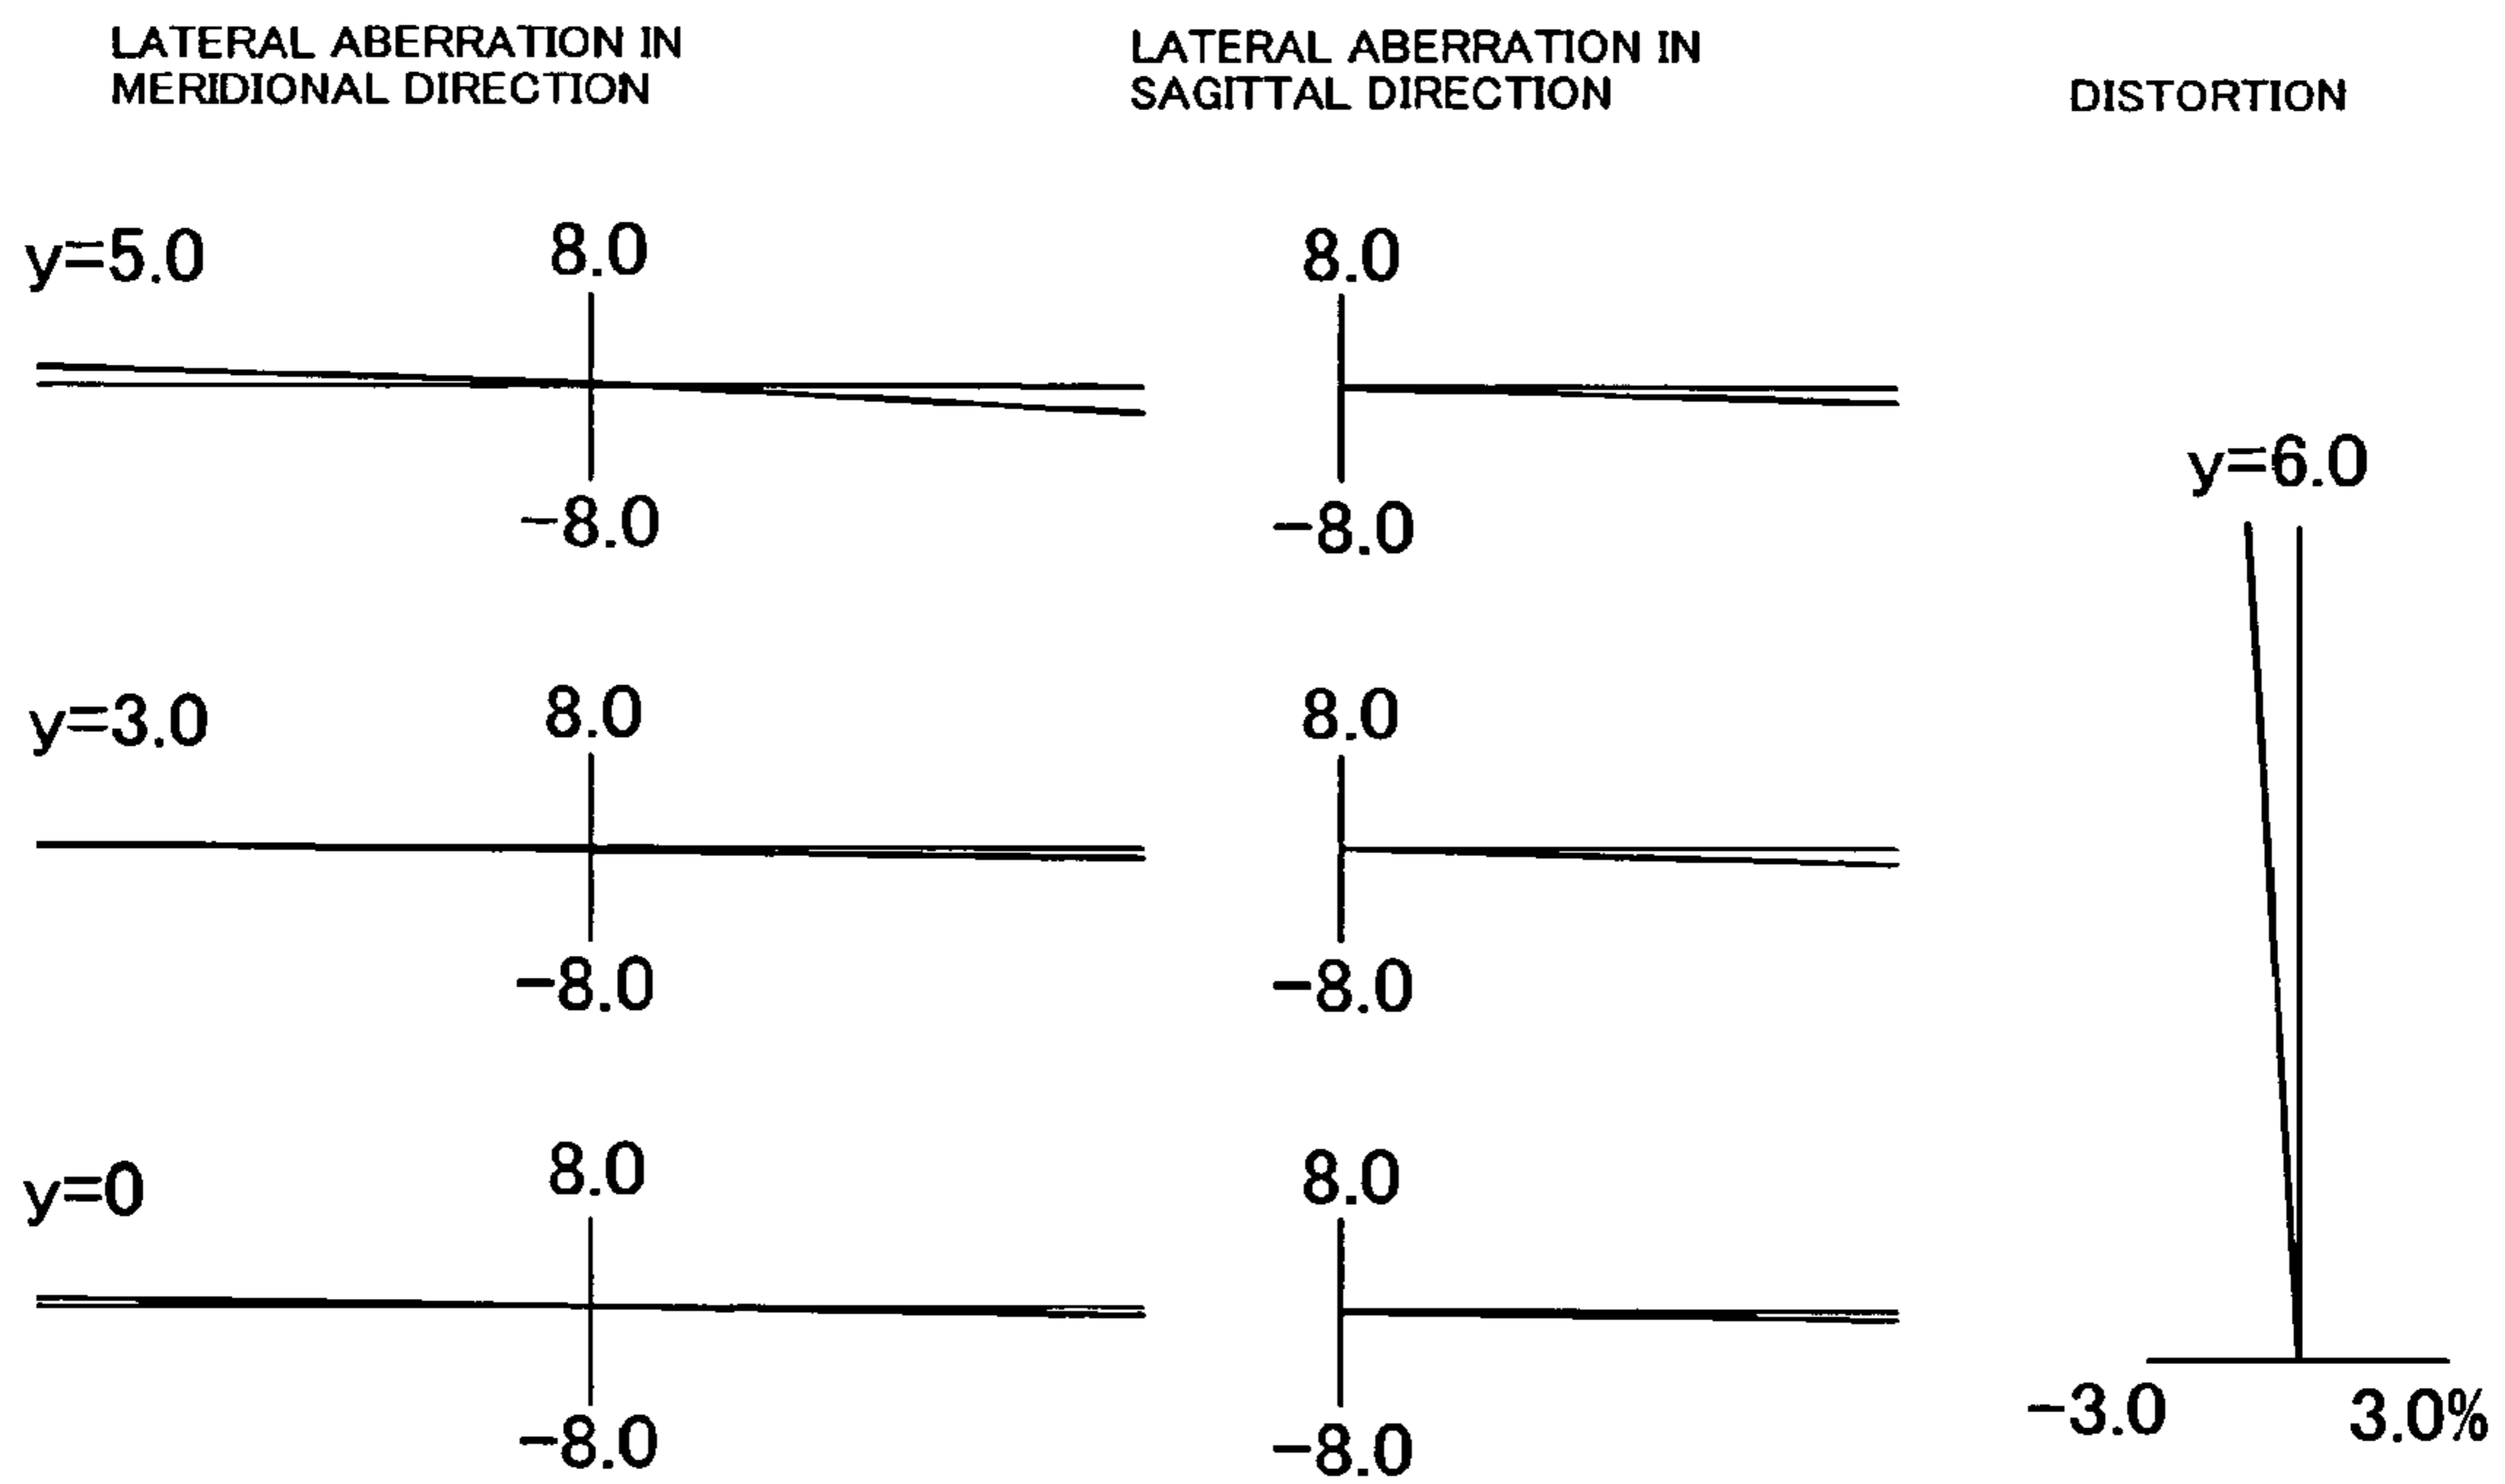 LATERAL ABERRATION IN
MERIDIONAL DIRECTION
LATERAL ABERRATION IN
SAGITTAL DIRECTION
DISTORTION
y=5.0
8.0
-8.0
8.0
-8.0
y=3.0
8.0
-8.0
8.0
-8.0
y=0
8.0
-8.0
8.0
-8.0
y=6.0
-3.0
3.0%